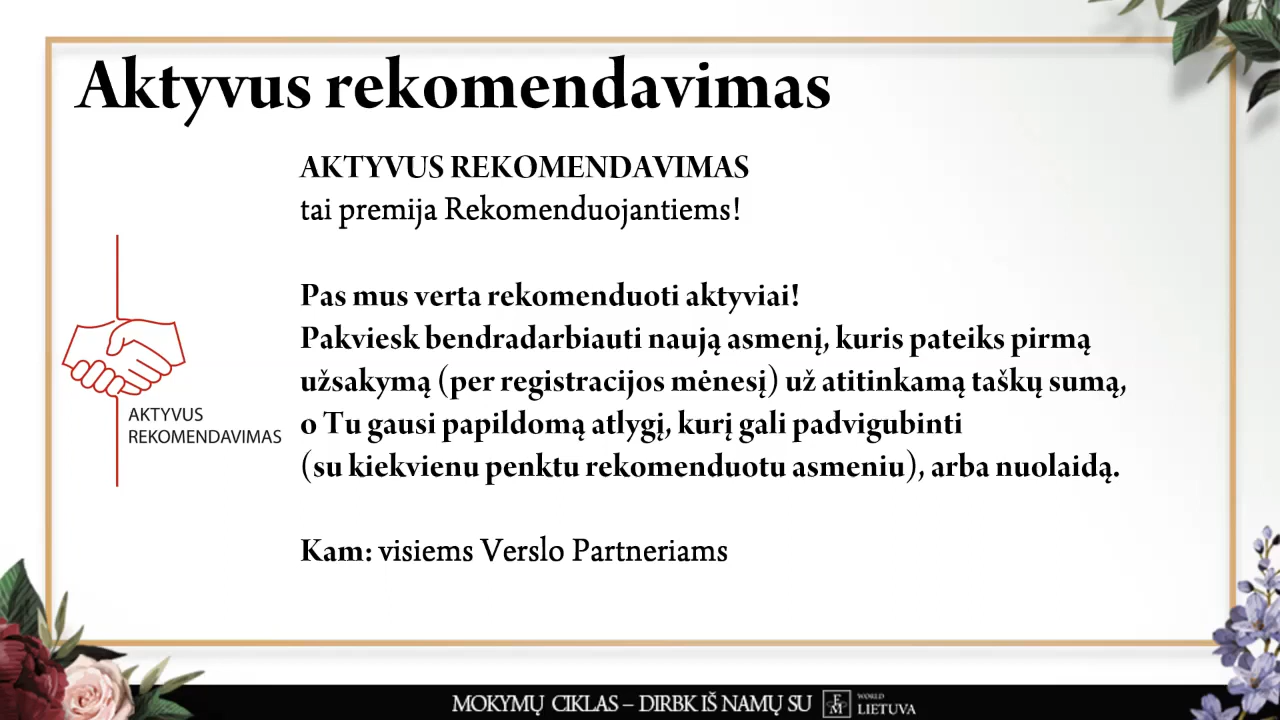 Aktyvus rekomendavimas
AKTYVUS REKOMENDAVIMAS
tai premija Rekomenduojantiems!
Pas mus verta rekomenduoti aktyviai!
Pakviesk bendradarbiauti naują asmenį, kuris pateiks pirmą
užsakymą (per registracijos mėnesį) už atitinkamą taškų sumą,
o Tu gausi papildomą atlygį, kurį gali padvigubinti
(su kiekvienu penktu rekomenduotu asmeniu), arba nuolaidą.
Kam: visiems Verslo Partneriams
AKTYVUS
REKOMENDAVIMAS
MOKYMŲ CIKLAS – DIRBK IŠ NAMŲ SU
FM
WORLD
LIETUVA